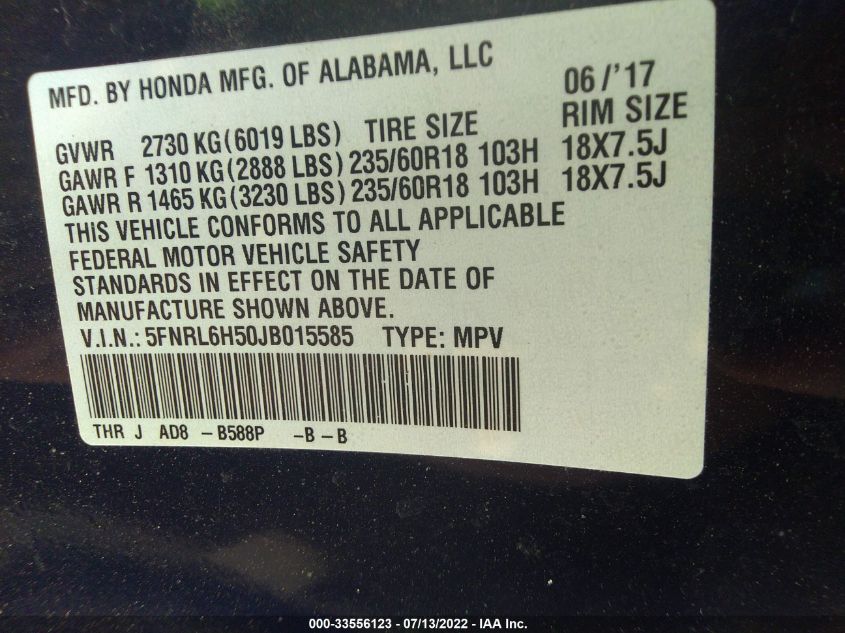 MFD. BY HONDA MFG. OF ALABAMA, LLC 06/'17
GVWR 2730 KG(6019 LBS) TIRE SIZE RIM SIZE
GAWR F 1310 KG(2888 LBS) 235/60R18 103H 18X7.5J
GAWR R 1465 KG(3230 LBS) 235/60R18 103H 18X7.5J
THIS VEHICLE CONFORMS TO ALL APPLICABLE
FEDERAL MOTOR VEHICLE SAFETY
STANDARDS IN EFFECT ON THE DATE OF
MANUFACTURE SHOWN ABOVE.
V.I.N.: 5FNRL6H50JB015585 TYPE: MPV
THR J AD8 -B588P -B-B
000-33556123 - 07/13/2022 - IAA Inc.